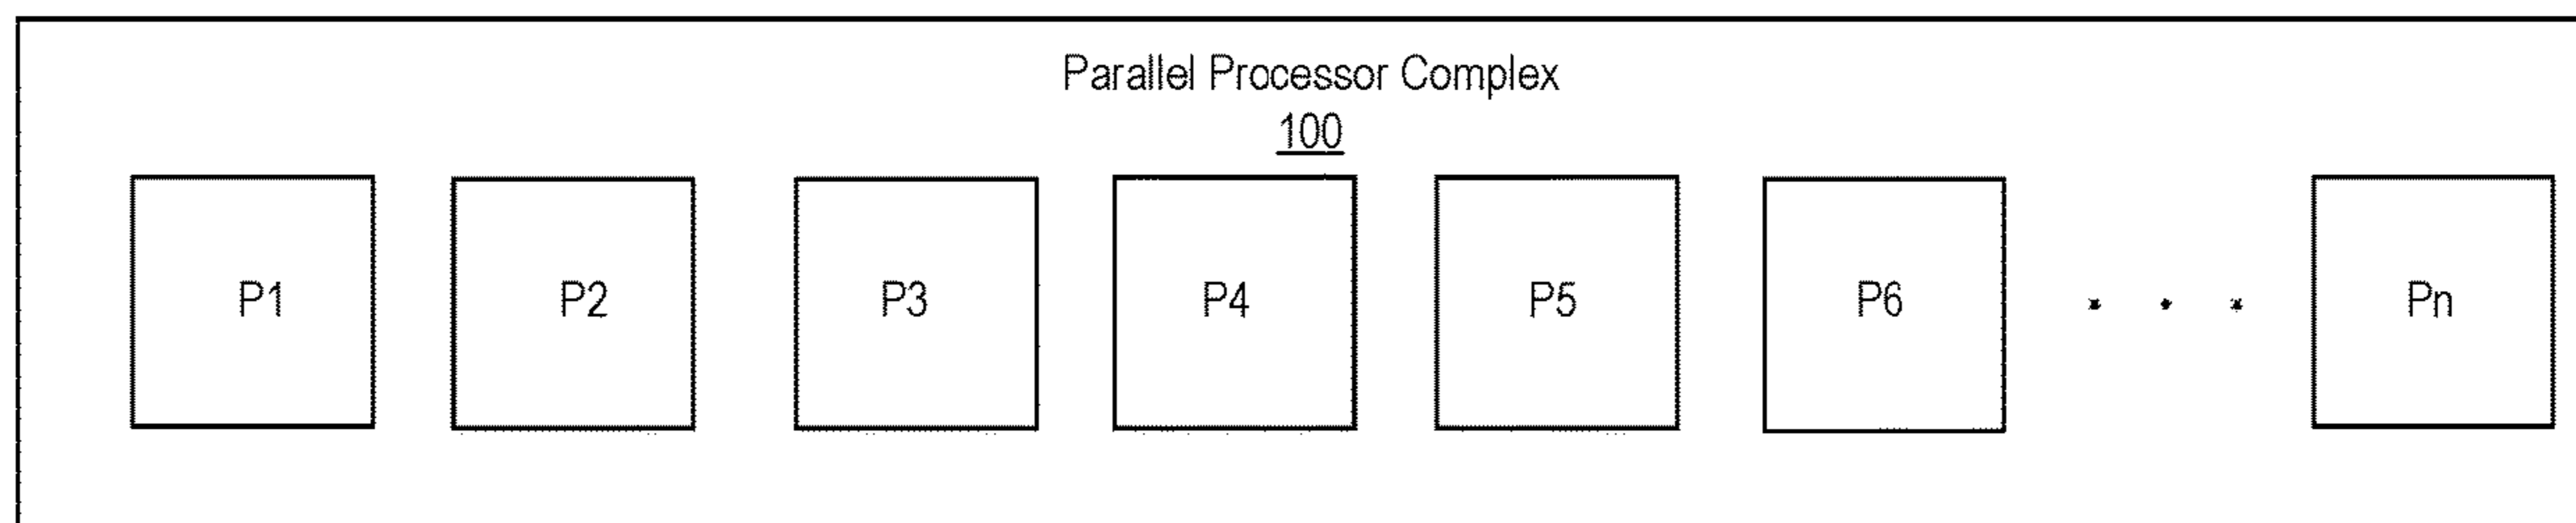 Parallel Processor Complex
100
P1 P2 P3 P4 P5 P6 . . . Pn